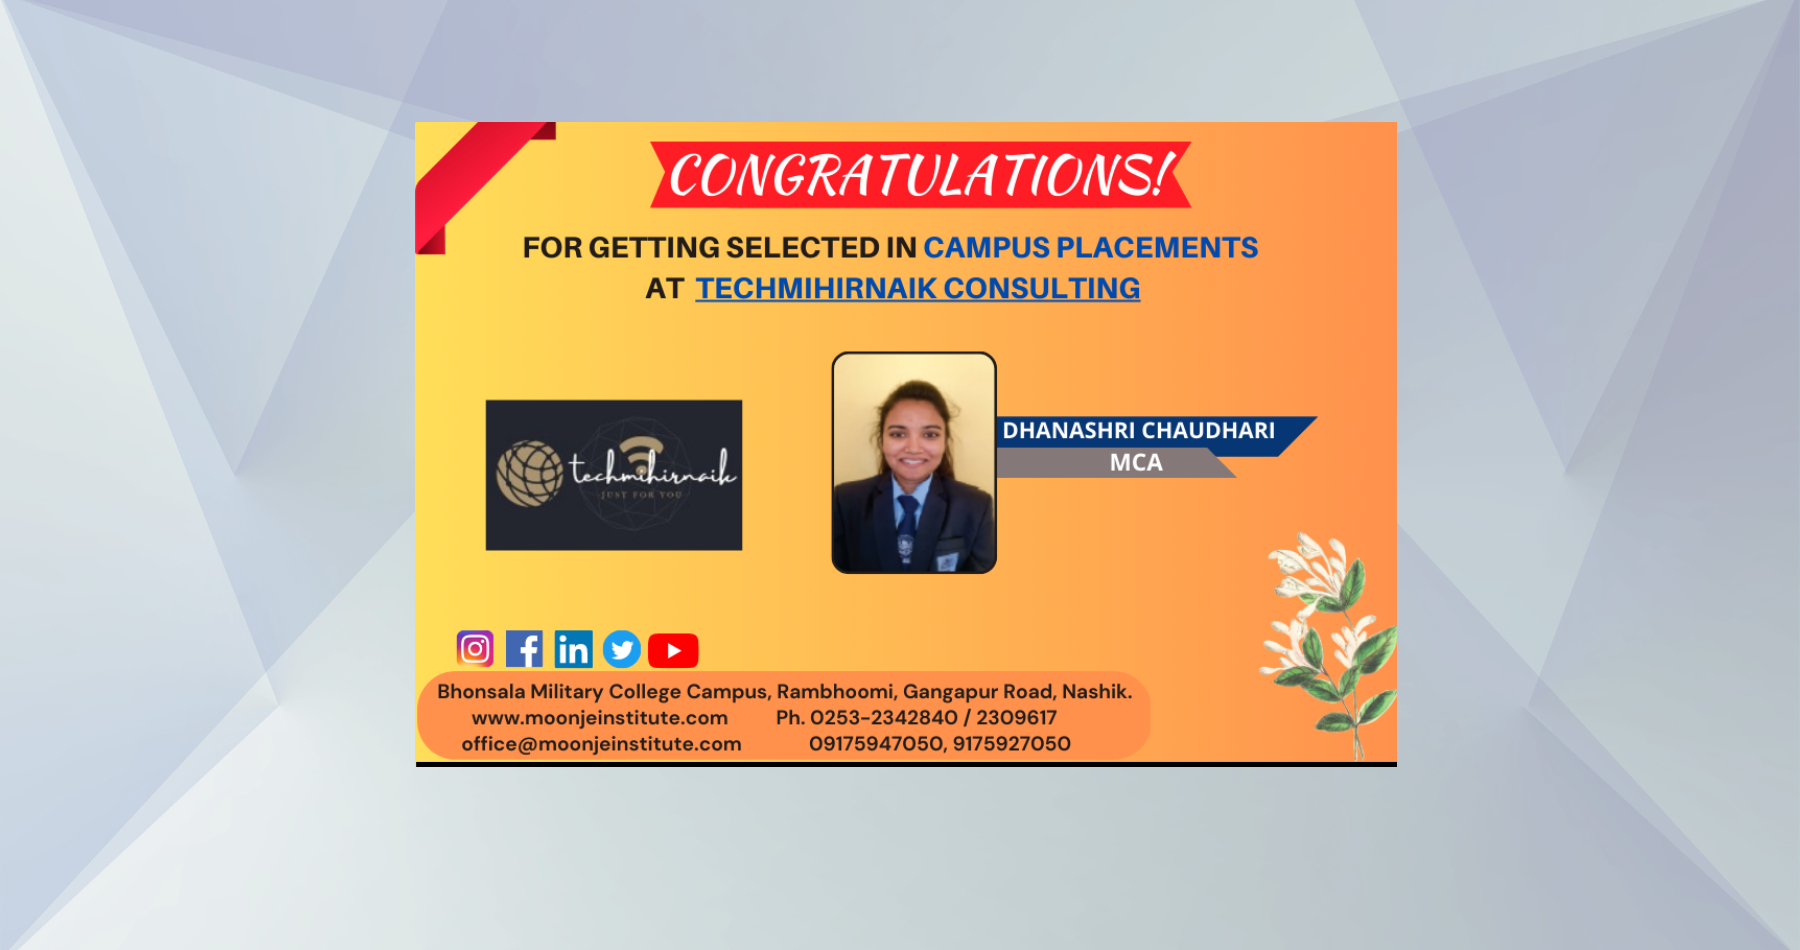 CONGRATULATIONS!
FOR GETTING SELECTED IN CAMPUS PLACEMENTS
AT TECHMIHIRNAIK CONSULTING
techmihirnaik
JUST FOR YOU
DHANASHRI CHAUDHARI
MCA
in
Bhonsala Military College Campus, Rambhoomi, Gangapur Road, Nashik.
www.moonjeinstitute.com Ph. 0253-2342840 / 2309617
office@moonjeinstitute.com 09175947050, 9175927050